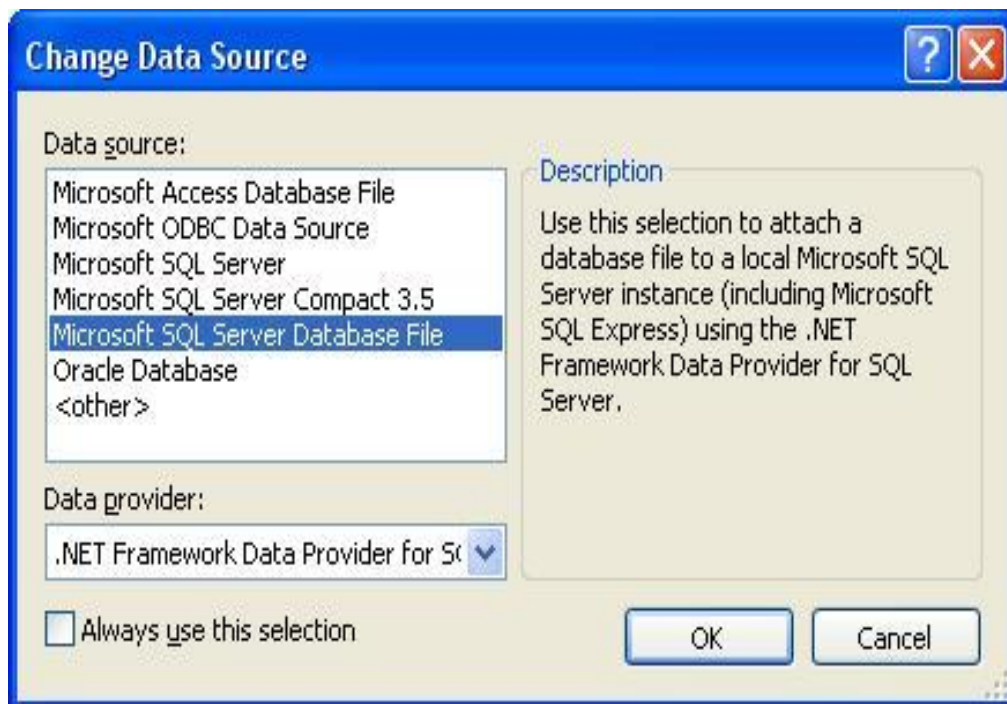 Change Data Source
Data source:
Microsoft Access Database File
Microsoft ODBC Data Source
Microsoft SQL Server
Microsoft SQL Server Compact 3.5
Microsoft SQL Server Database File
Oracle Database
<other>
Data provider:
.NET Framework Data Provider for S
Always use this selection
Description
Use this selection to attach a
database file to a local Microsoft SQL
Server instance (including Microsoft
SQL Express) using the .NET
Framework Data Provider for SQL
Server.
OK
Cancel